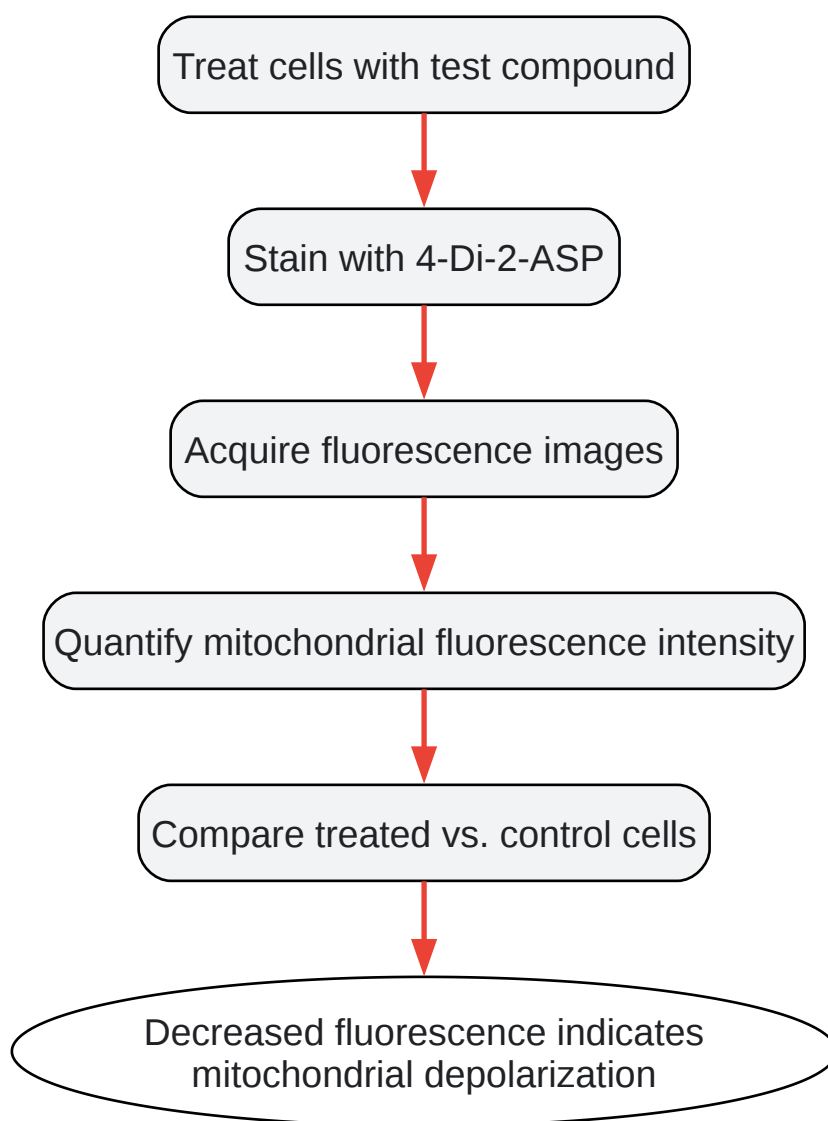 Treat cells with test compound
Stain with 4-Di-2-ASP
Acquire fluorescence images
Quantify mitochondrial fluorescence intensity
Compare treated vs. control cells
Decreased fluorescence indicates
mitochondrial depolarization